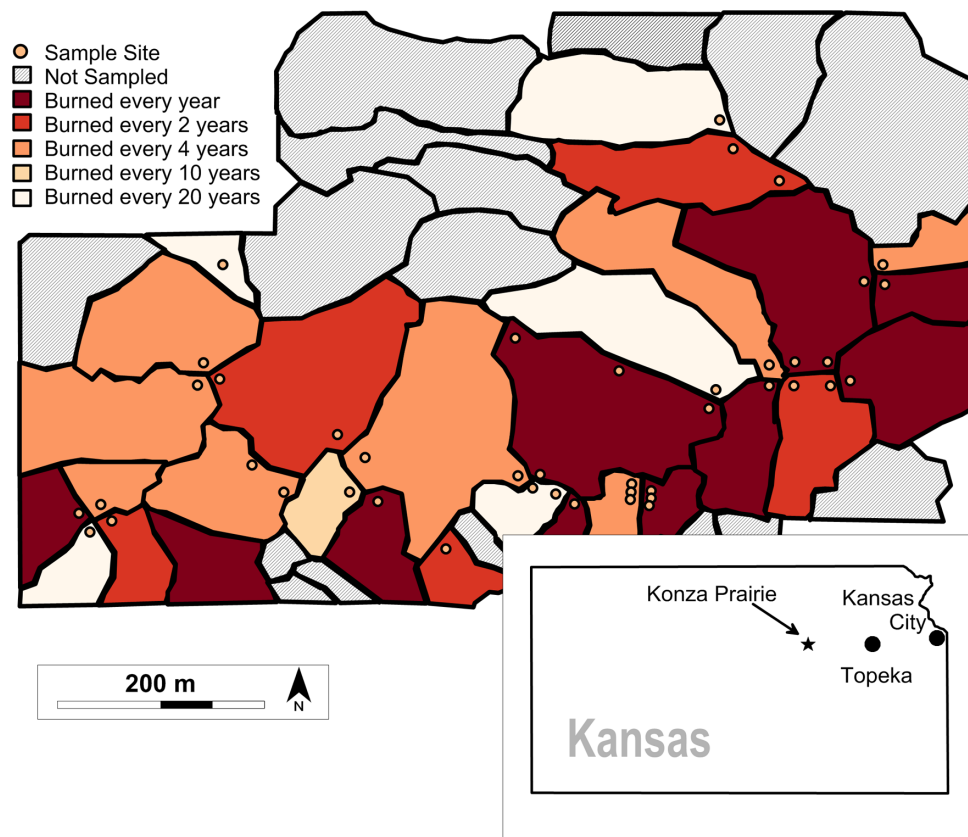 Sample Site
Not Sampled
Burned every year
Burned every 2 years
Burned every 4 years
Burned every 10 years
Burned every 20 years
200 m
N
Konza Prairie
Kansas
City
Topeka
Kansas